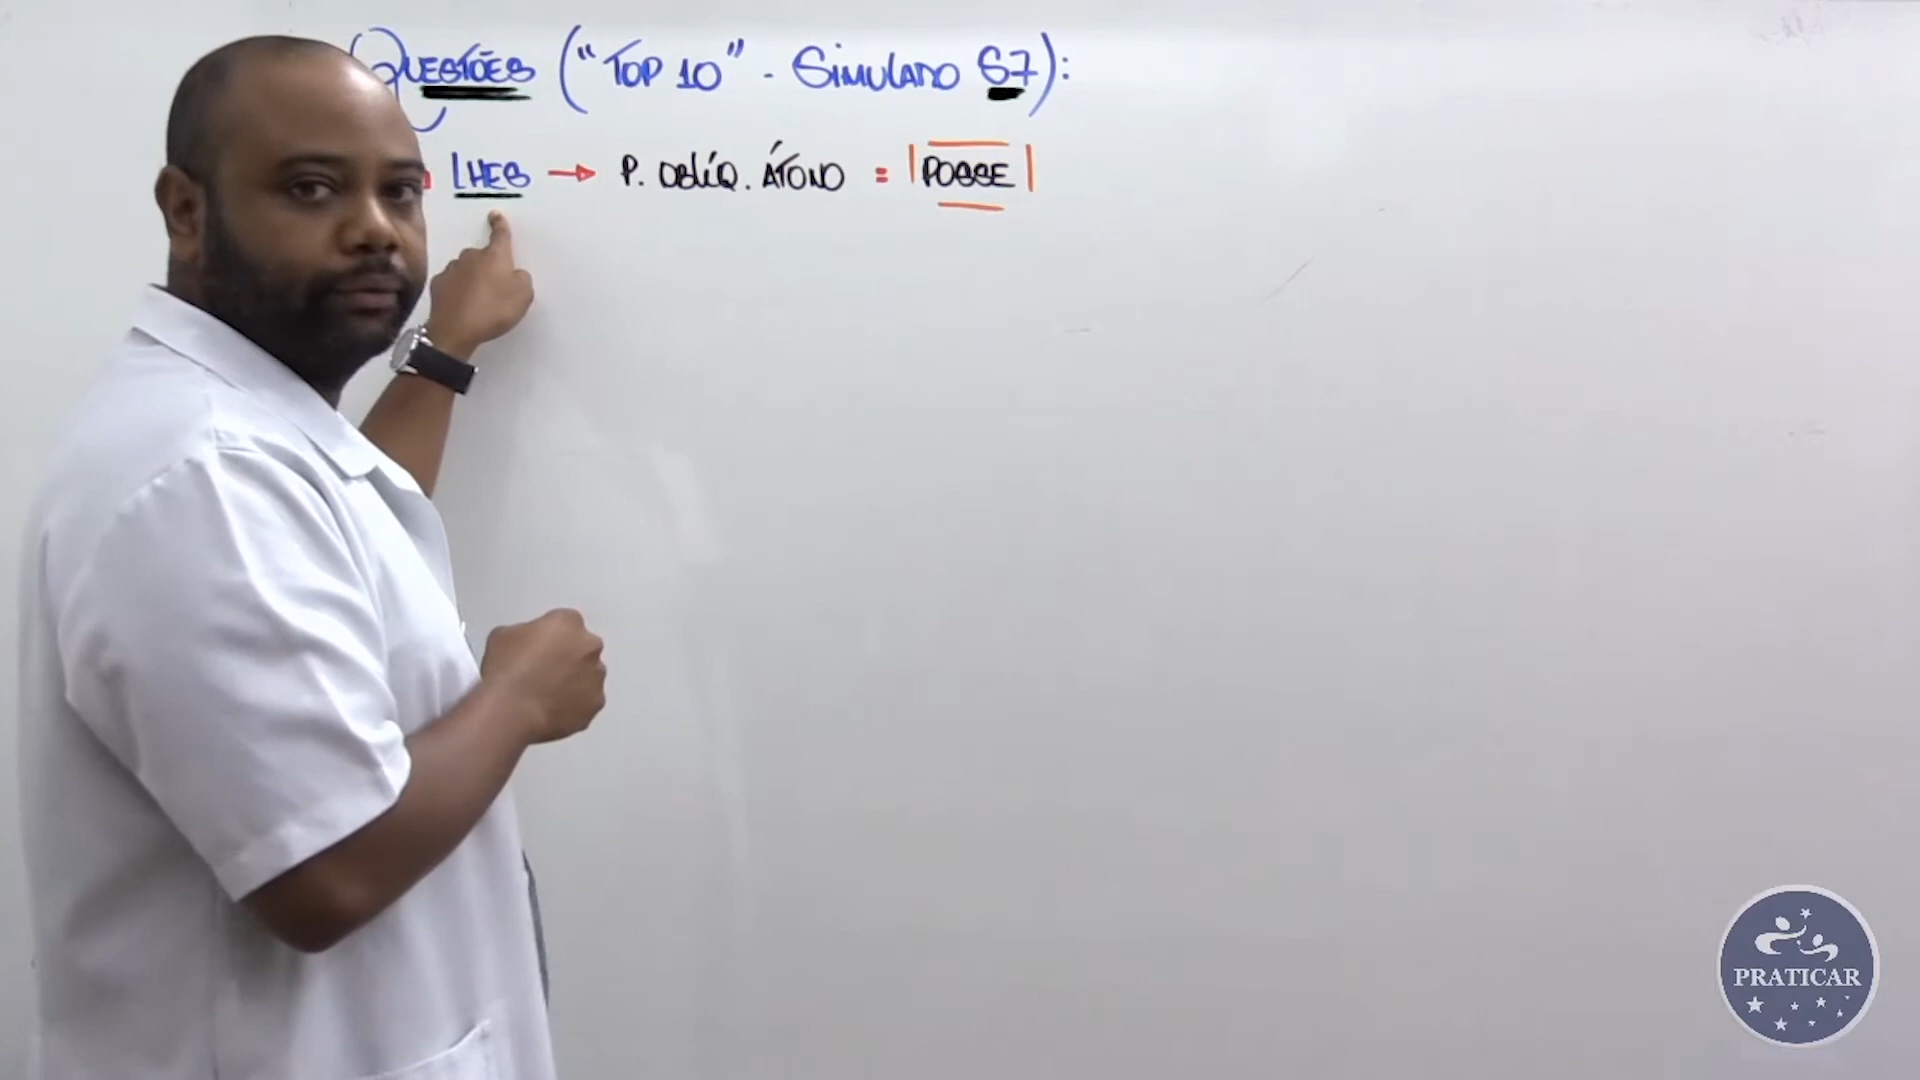 QUESTÕES ("TOP 10" - SIMULADO S7):
LHES → P. OBLÍQ. ÁTONO = |POSSE|
PRATICAR